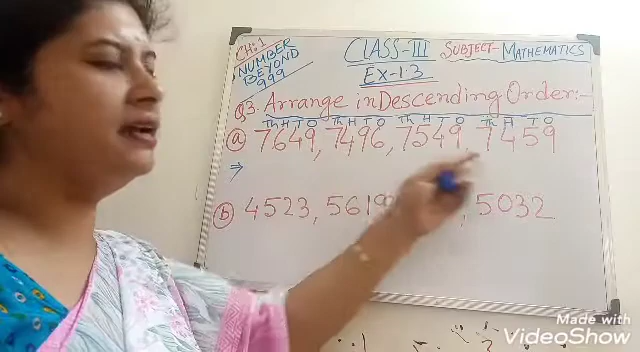 CH:1
NUMBER
BEYOND
999
CLASS-III SUBJECT-MATHEMATICS
EX-1.3
Q3. Arrange in Descending Order:-
Th H T O Th H T O Th H T O Th H T O
(a) 7649, 7496, 7549, 7459
(b) 4523, 5619, 5032
Made with
VideoShow